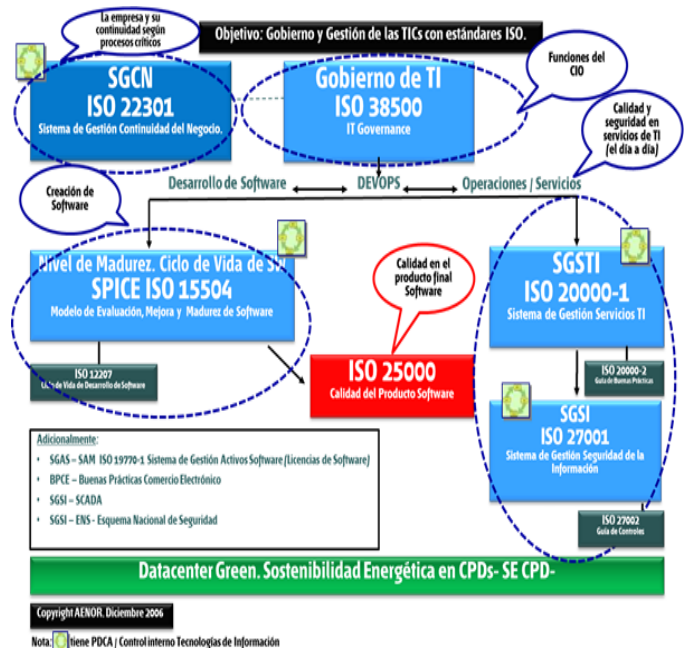 La empresa y su
continuidad según
procesos críticos
Objetivo: Gobierno y Gestión de las TICs con estándares ISO.
SGCN
ISO 22301
Sistema de Gestión Continuidad del Negocio.
Gobierno de TI
ISO 38500
IT Governance
Funciones del
CIO
Calidad y
seguridad en
servicios de TI
(el día a día)
Creación de
Software
Desarrollo de Software
DEVOPS
Operaciones / Servicios
Nivel de Madurez. Ciclo de Vida de SW
SPICE ISO 15504
Modelo de Evaluación, Mejora y Madurez de Software
ISO 12207
Ciclo de Vida de Desarrollo de Software
Calidad en el
producto final
Software
ISO 25000
Calidad del Producto Software
SGSTI
ISO 20000-1
Sistema de Gestión Servicios TI
ISO 20000-2
Guía de Buenas Prácticas
SGSI
ISO 27001
Sistema de Gestión Seguridad de la
Información
ISO 27002
Guía de Controles
Adicionalmente:
• SGAS – SAM ISO 19770-1 Sistema de Gestión Activos Software (Licencias de Software)
• BPCE – Buenas Prácticas Comercio Electrónico
• SGSI – SCADA
• SGSI – ENS - Esquema Nacional de Seguridad
Datacenter Green. Sostenibilidad Energética en CPDs- SE CPD-
Copyright AENOR. Diciembre 2006
Nota: tiene PDCA / Control interno Tecnologías de Información